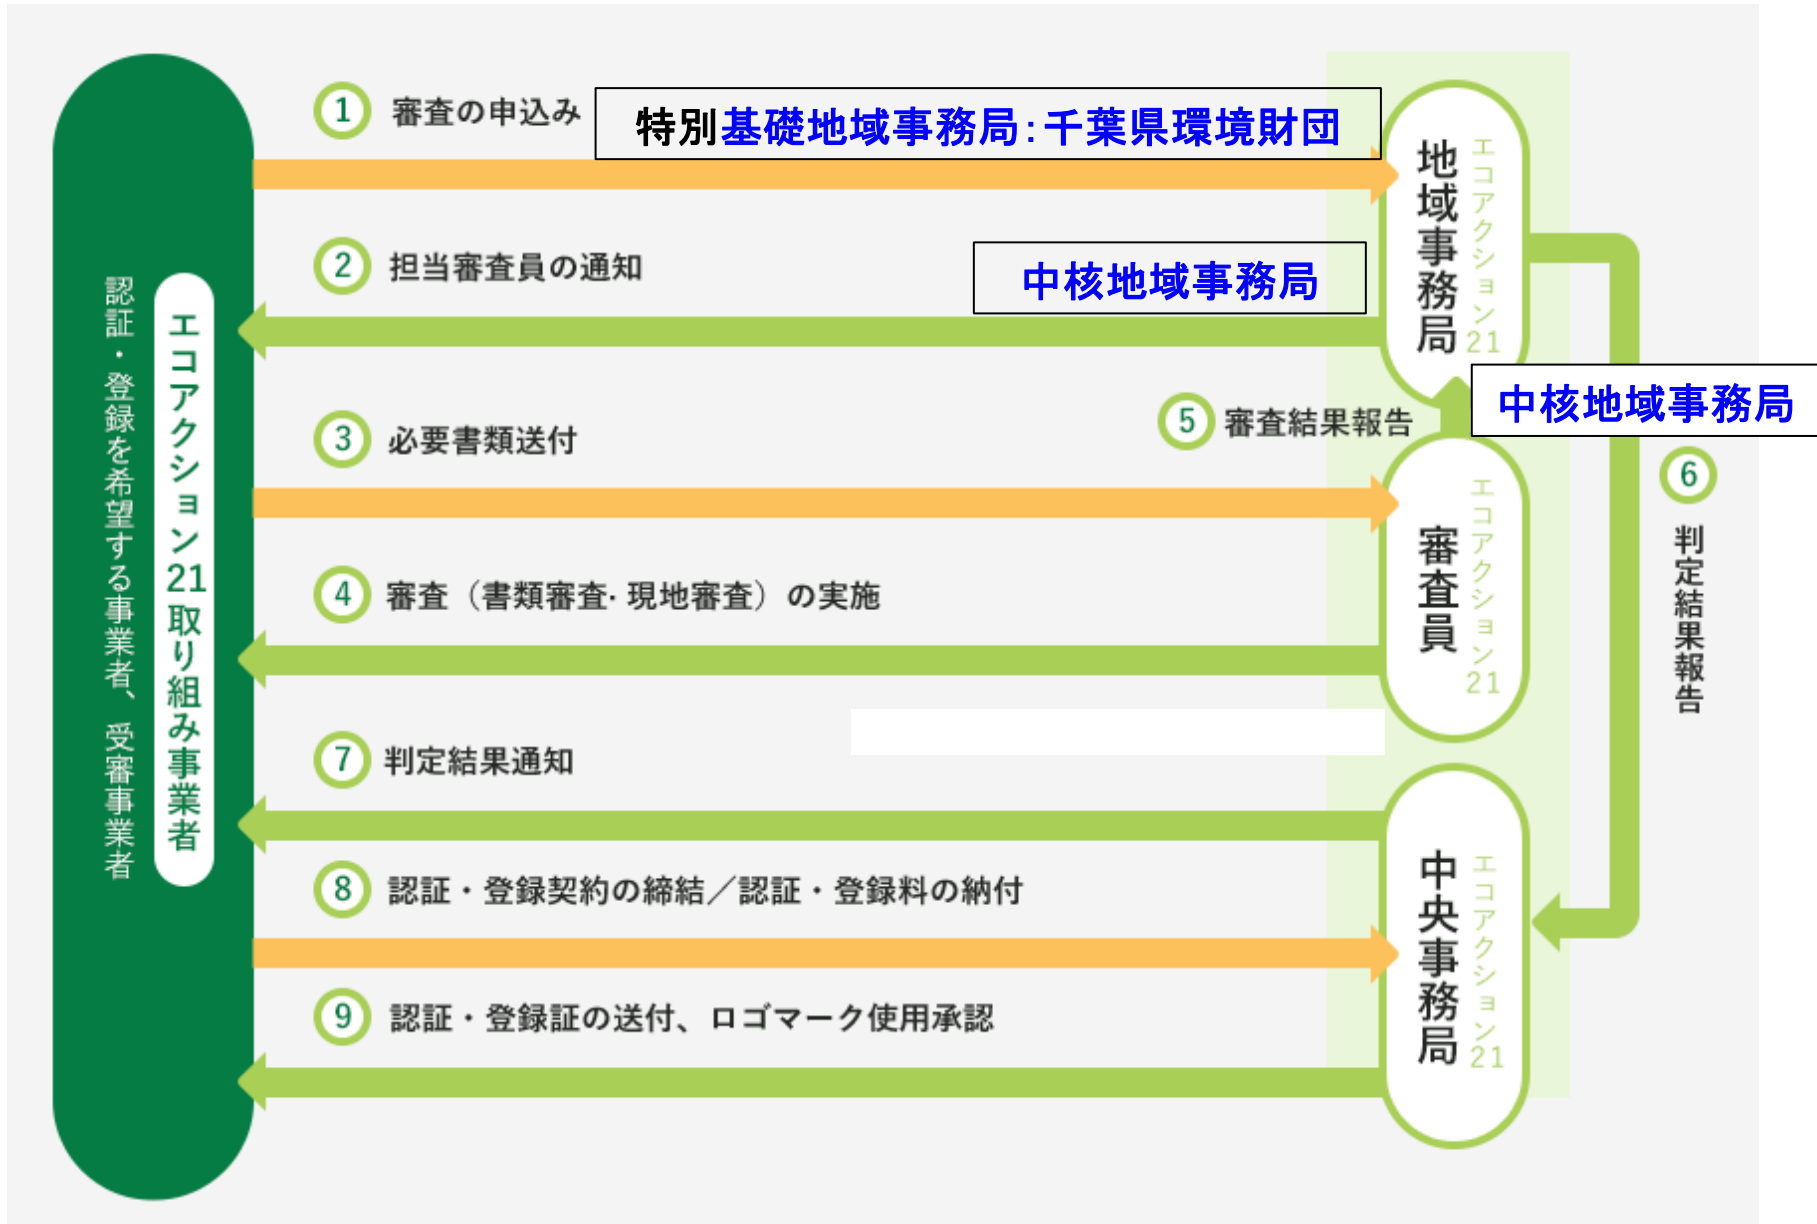 認証・登録を希望する事業者、受審事業者
エコアクション21取り組み事業者
1 審査の申込み
特別基礎地域事務局：千葉県環境財団
2 担当審査員の通知
中核地域事務局
3 必要書類送付
4 審査（書類審査・現地審査）の実施
5 審査結果報告
中核地域事務局
6 判定結果報告
7 判定結果通知
8 認証・登録契約の締結／認証・登録料の納付
9 認証・登録証の送付、ロゴマーク使用承認
エコアクション21
地域事務局
エコアクション21
審査員
エコアクション21
中央事務局